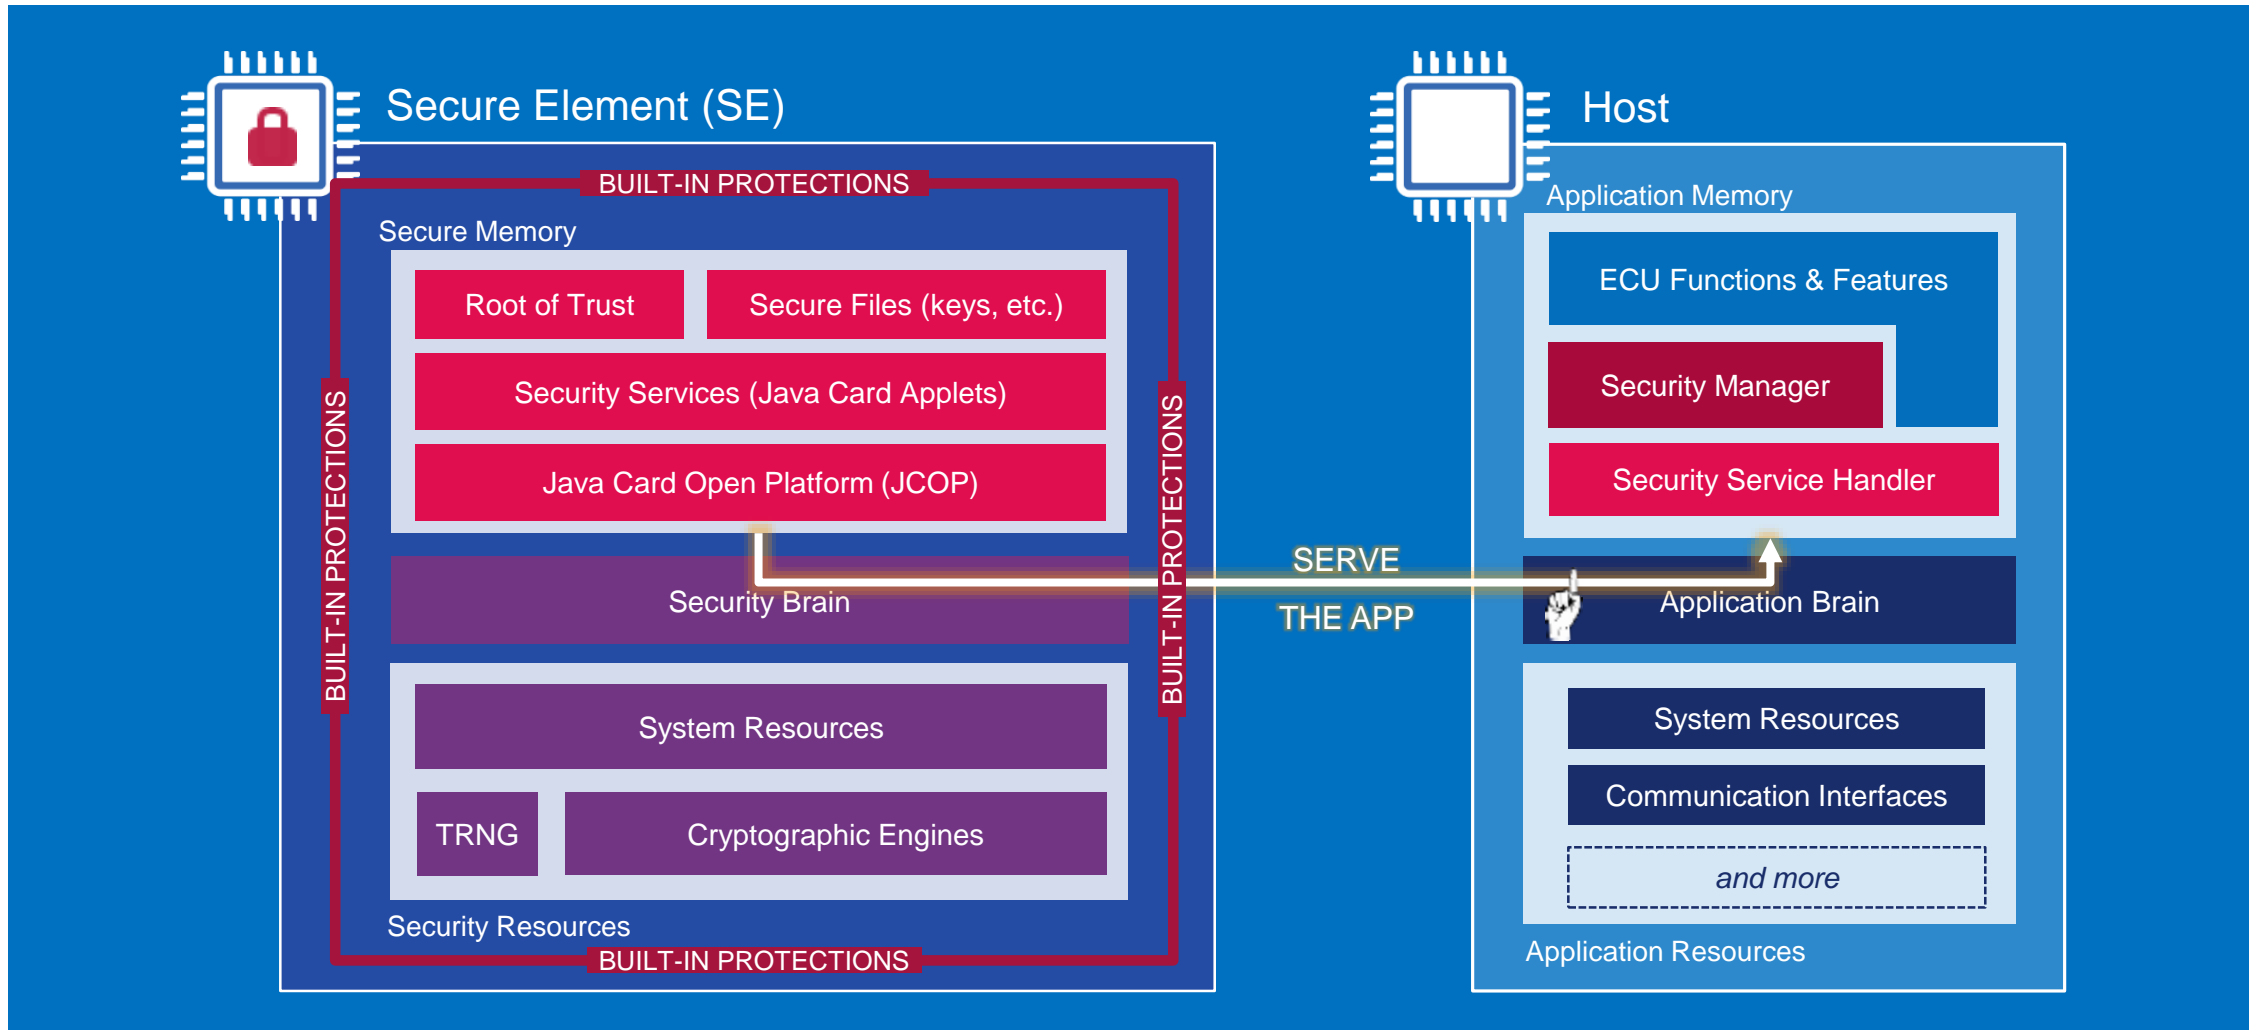 Secure Element (SE)
BUILT-IN PROTECTIONS
Secure Memory
Root of Trust
Secure Files (keys, etc.)
Security Services (Java Card Applets)
Java Card Open Platform (JCOP)
BUILT-IN PROTECTIONS
BUILT-IN PROTECTIONS
Security Brain
System Resources
TRNG
Cryptographic Engines
Security Resources
BUILT-IN PROTECTIONS
SERVE
THE APP
Host
Application Memory
ECU Functions & Features
Security Manager
Security Service Handler
Application Brain
System Resources
Communication Interfaces
and more
Application Resources